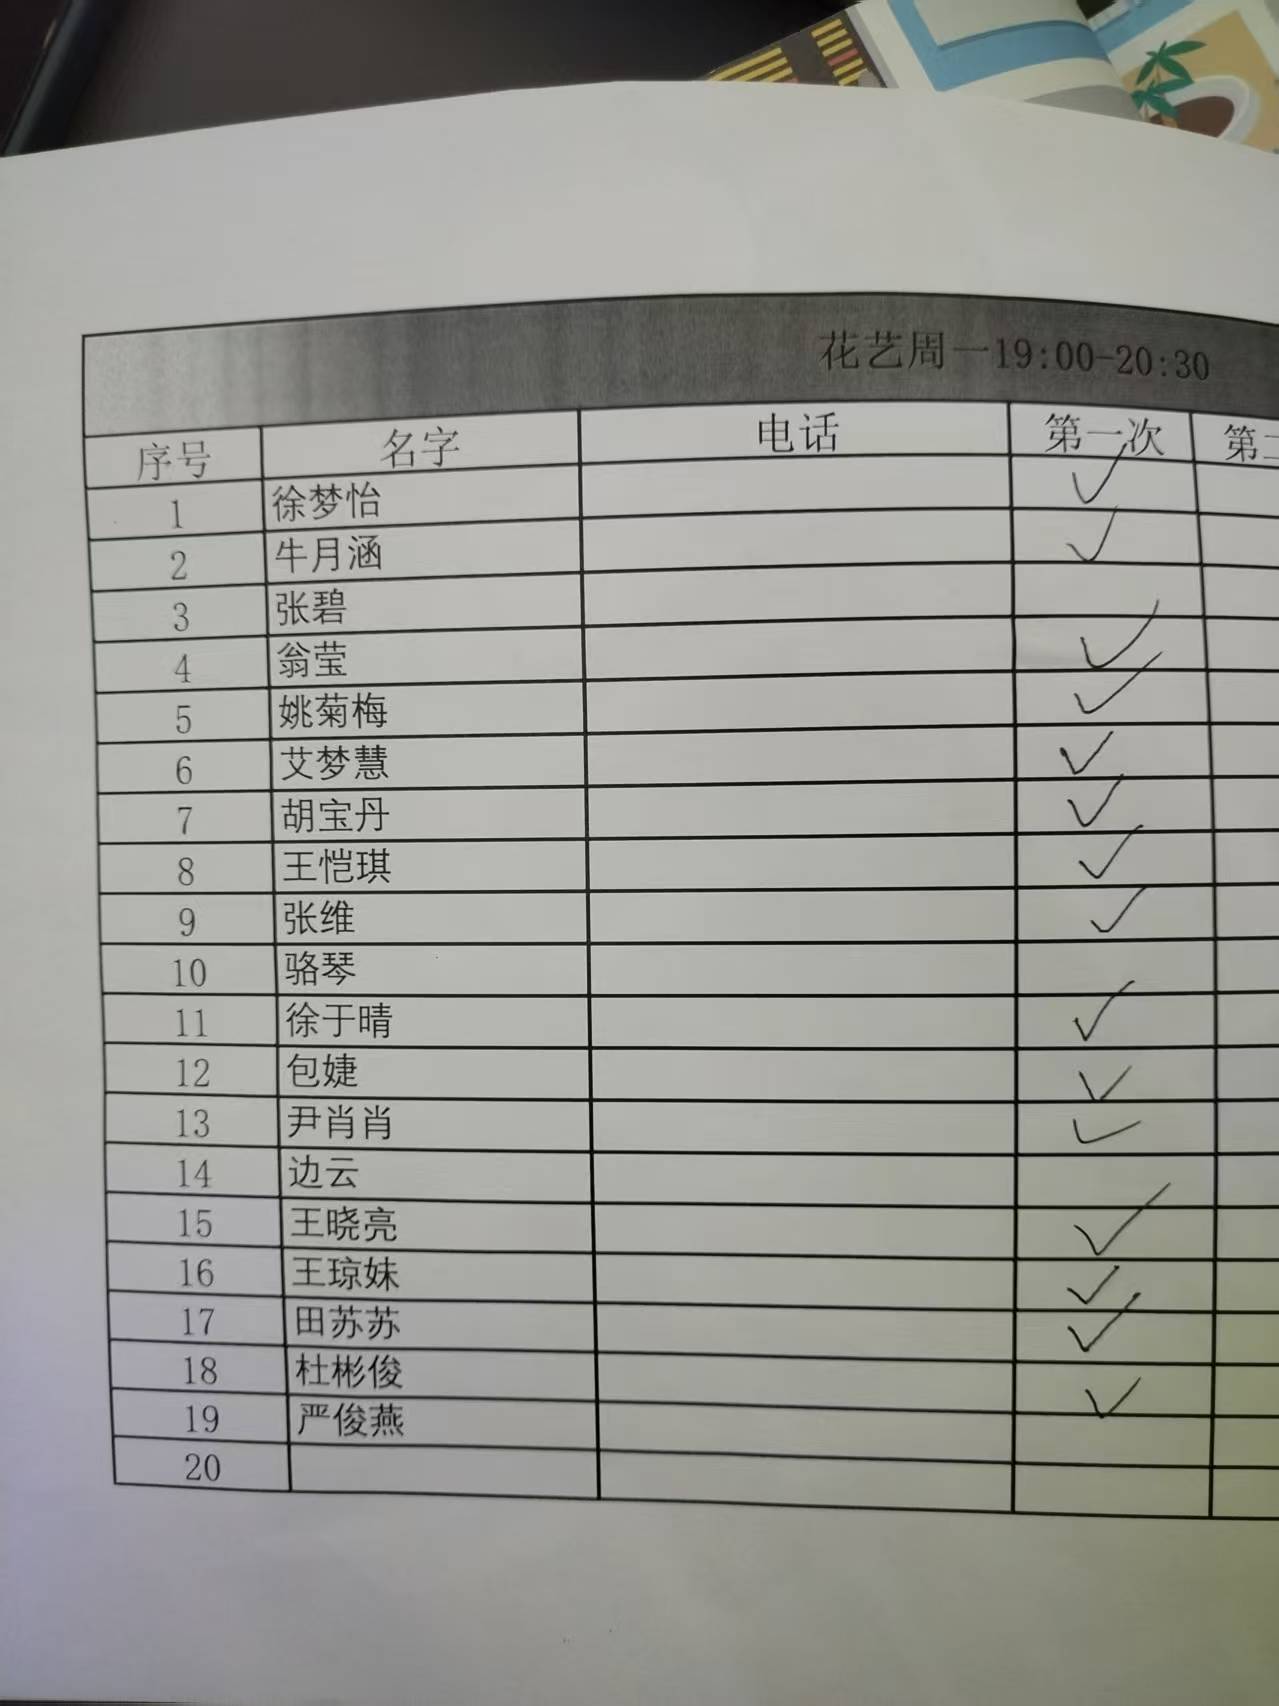 花艺周一19:00-20:30
序号 名字 电话 第一次 第
1 徐梦怡 ✓
2 牛月涵 ✓
3 张碧
4 翁莹 ✓
5 姚菊梅 ✓
6 艾梦慧 ✓
7 胡宝丹 ✓
8 王恺琪 ✓
9 张维 ✓
10 骆琴
11 徐于晴 ✓
12 包婕 ✓
13 尹肖肖 ✓
14 边云
15 王晓亮 ✓
16 王琼妹 ✓
17 田苏苏 ✓
18 杜彬俊 ✓
19 严俊燕
20